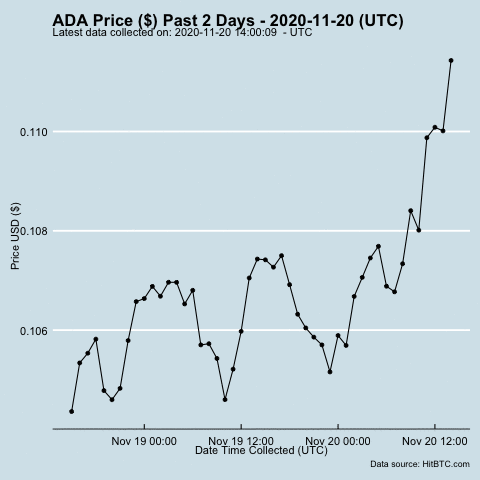 ADA Price ($) Past 2 Days - 2020-11-20 (UTC)
Latest data collected on: 2020-11-20 14:00:09 - UTC
0.110
0.108
0.106
Price USD ($)
Nov 19 00:00 Nov 19 12:00 Nov 20 00:00 Nov 20 12:00
Date Time Collected (UTC)
Data source: HitBTC.com